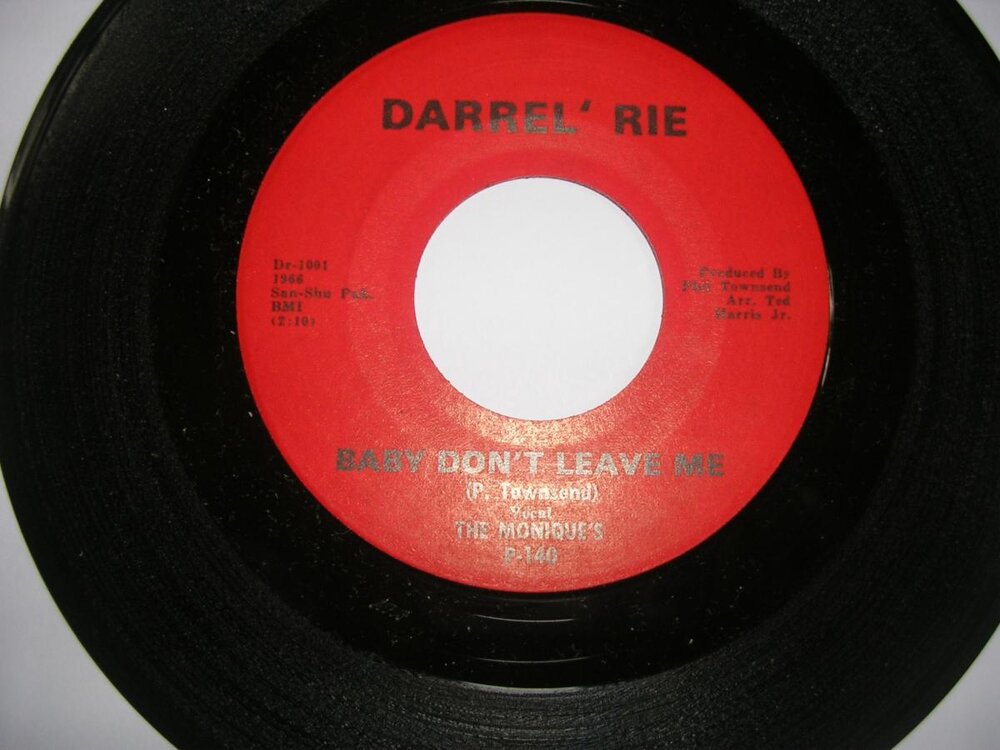 DARREL' RIE
Dr-1001
1966
San-Shu Pub.
BMI
(2:10)
Produced By
Phil Townsend
Arr. Ted
Harris Jr.
BABY DON'T LEAVE ME
(P. Townsend)
Vocal
THE MONIQUE'S
P-140